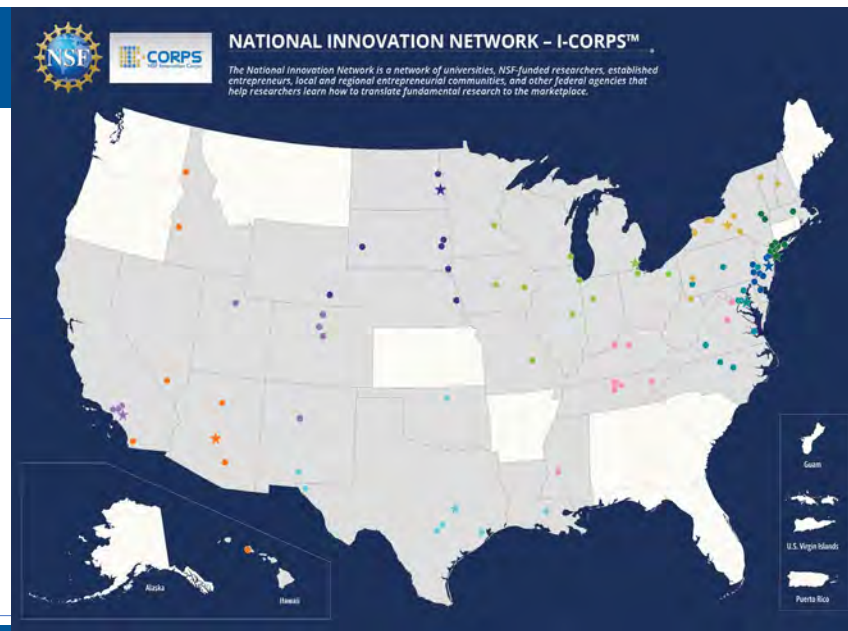 NSF
I-CORPS
NSF Innovation Corps
NATIONAL INNOVATION NETWORK – I-CORPS™
The National Innovation Network is a network of universities, NSF-funded researchers, established
entrepreneurs, local and regional entrepreneurial communities, and other federal agencies that
help researchers learn how to translate fundamental research to the marketplace.
Guam
U.S. Virgin Islands
Puerto Rico
Alaska
Hawaii